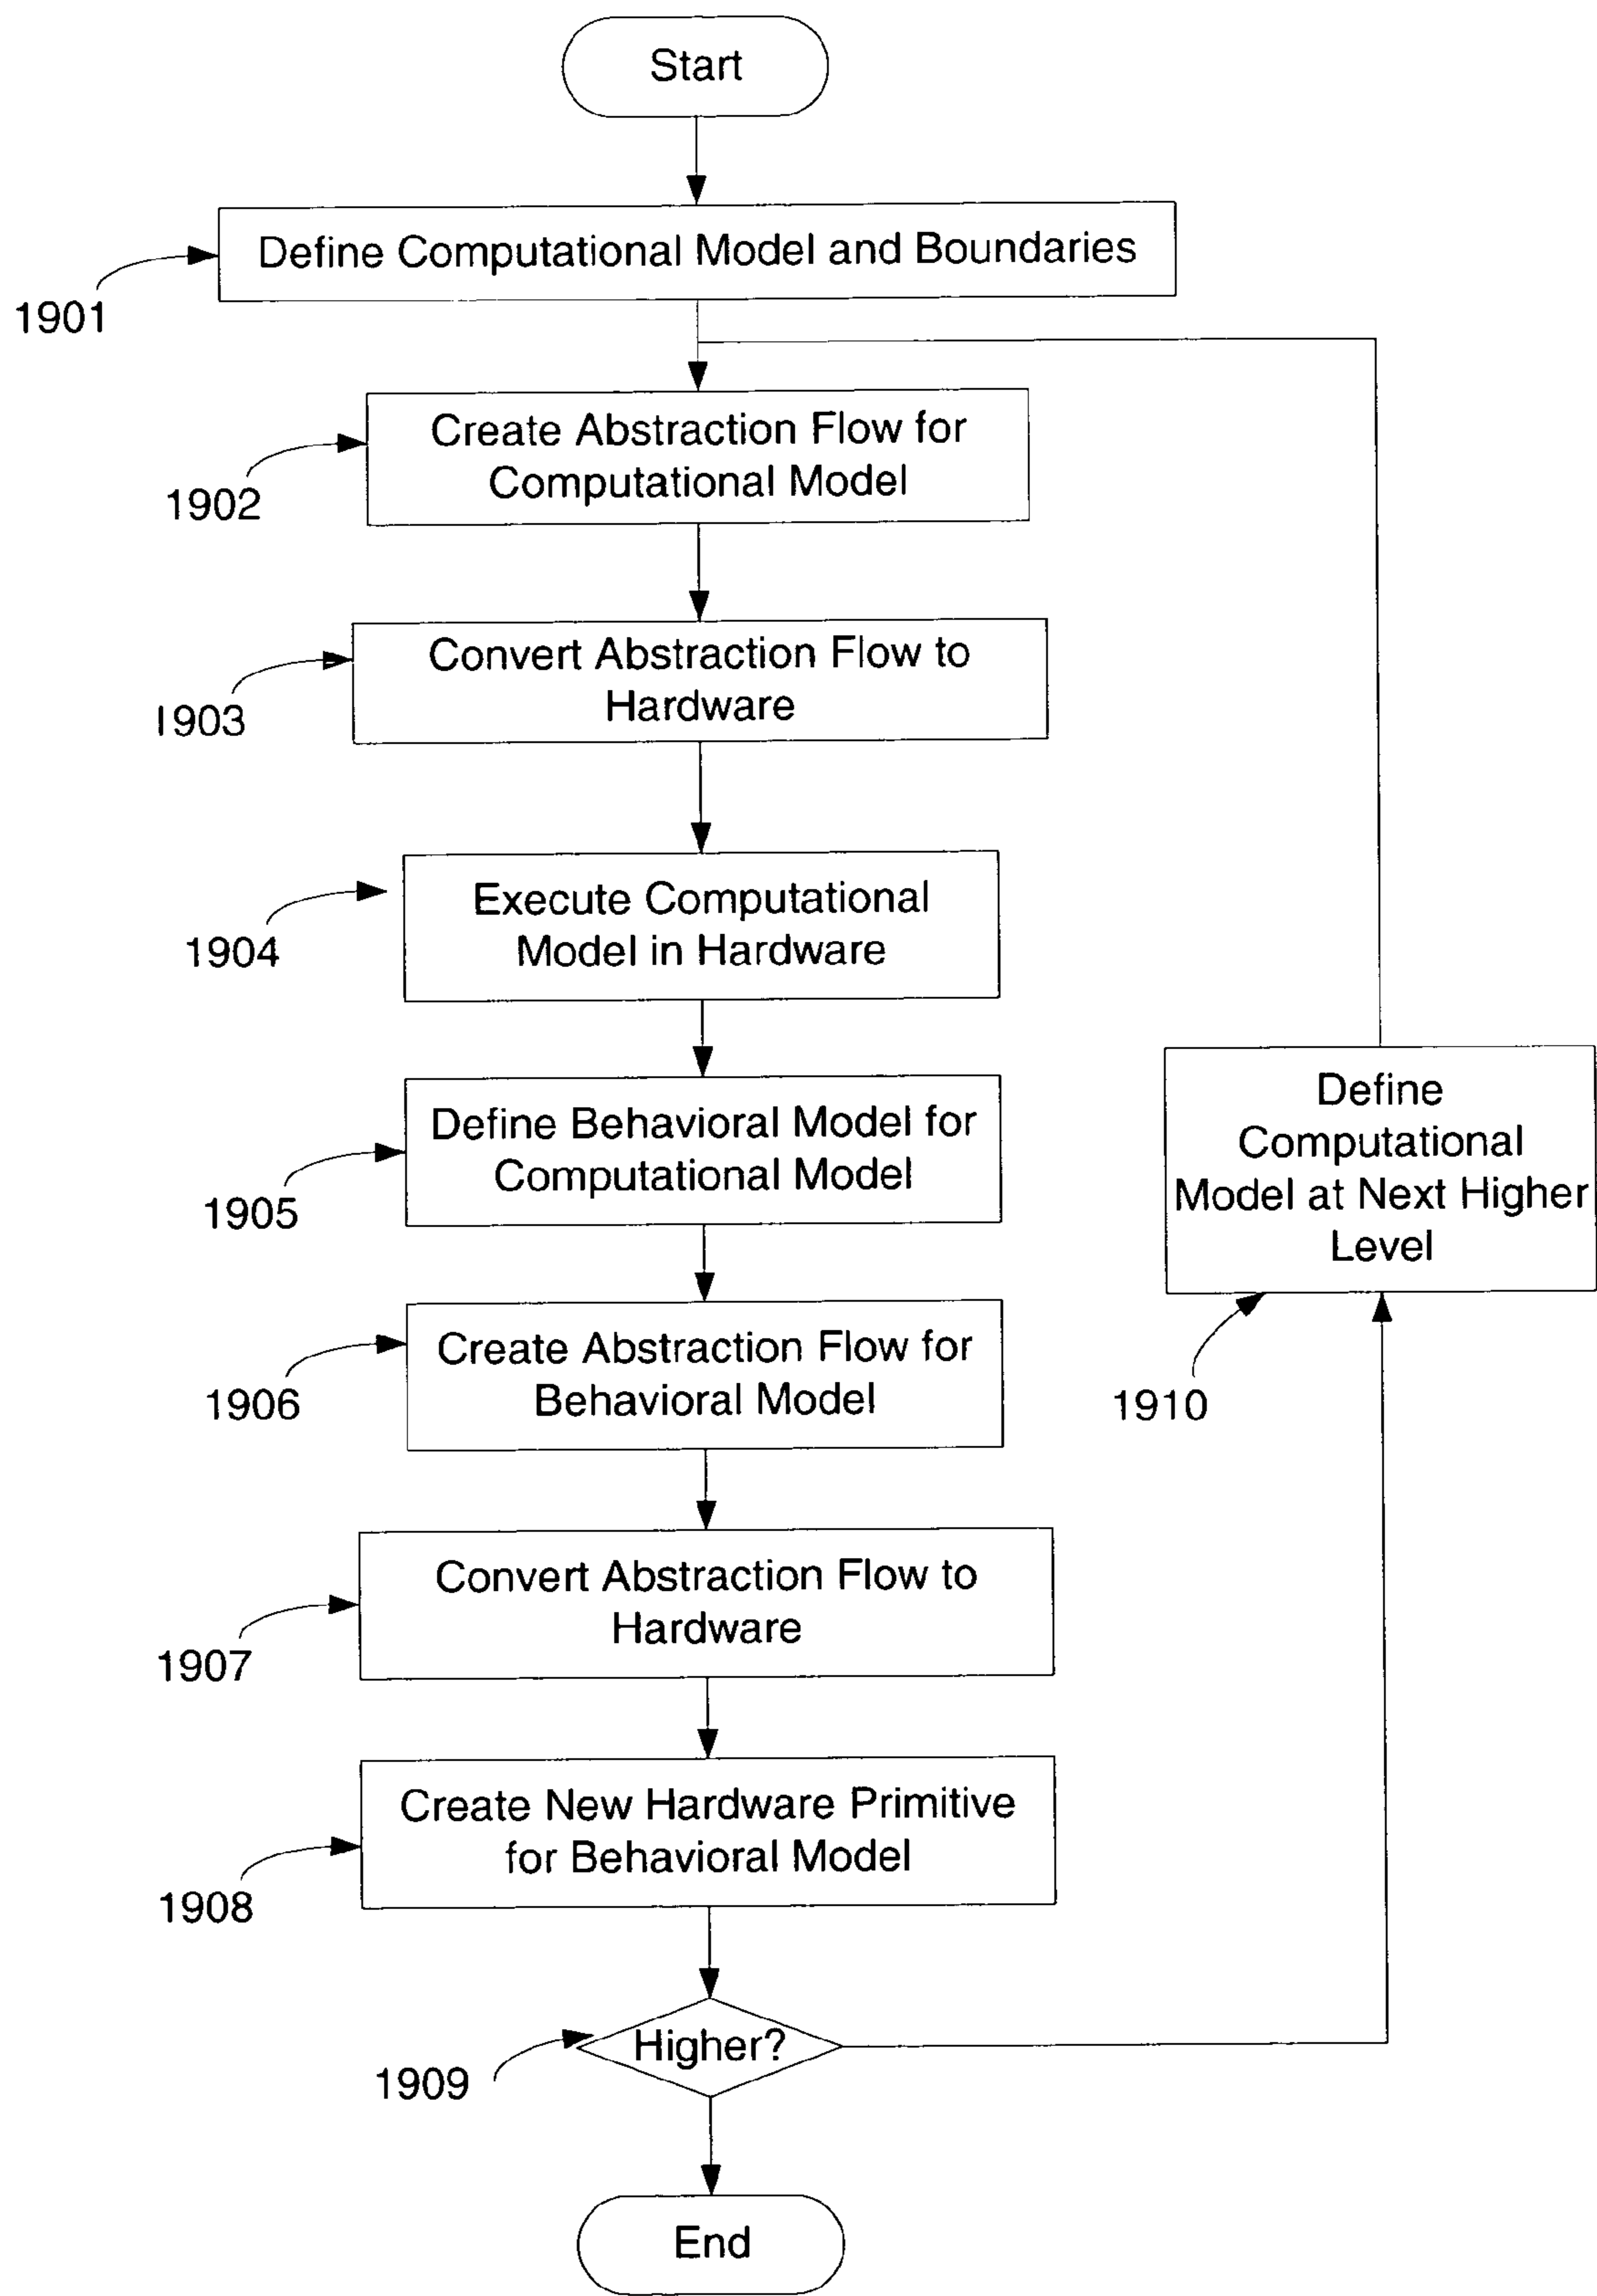 Start
Define Computational Model and Boundaries
1901
Create Abstraction Flow for
Computational Model
1902
Convert Abstraction Flow to
Hardware
1903
Execute Computational
Model in Hardware
1904
Define Behavioral Model for
Computational Model
1905
Define
Computational
Model at Next Higher
Level
1910
Create Abstraction Flow for
Behavioral Model
1906
Convert Abstraction Flow to
Hardware
1907
Create New Hardware Primitive
for Behavioral Model
1908
Higher?
1909
End